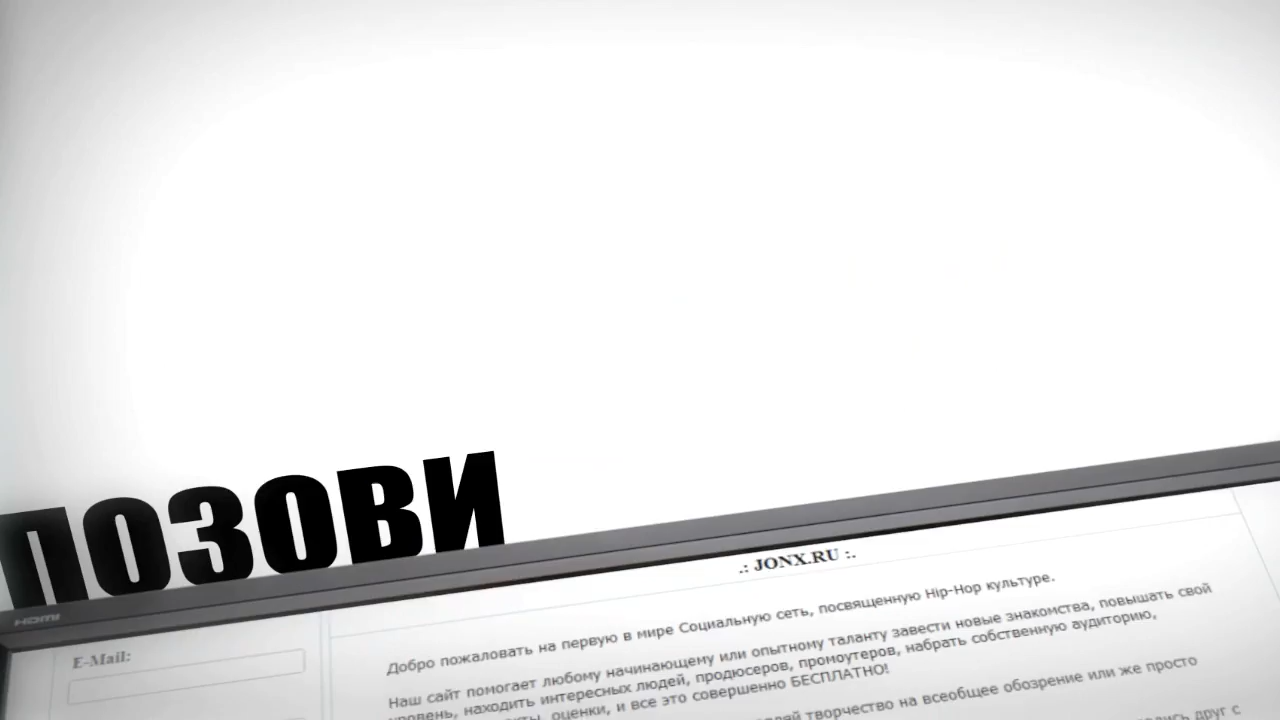 ПОЗОВИ
HDMI
.: JONX.RU :.
E-Mail:
Добро пожаловать на первую в мире Социальную сеть, посвященную Hip-Hop культуре.
Наш сайт помогает любому начинающему или опытному таланту завести новые знакомства, повышать свой
уровень, находить интересных людей, продюсеров, промоутеров, набрать собственную аудиторию,
оценки, и все это совершенно БЕСПЛАТНО!
творчество на всеобщее обозрение или же просто
друг с